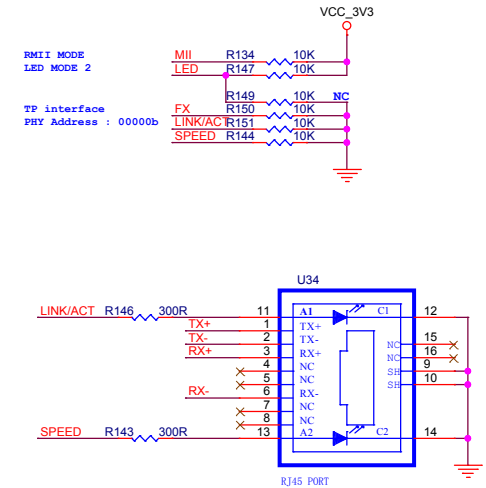 VCC_3V3
RMII MODE
LED MODE 2
MII R134 10K
LED R147 10K
R149 10K NC
TP interface
PHY Address : 00000b
FX R150 10K
LINK/ACT R151 10K
SPEED R144 10K
U34
LINK/ACT R146 300R 11 A1 C1 12
TX+ 1 TX+
TX- 2 TX- NC 15
RX+ 3 RX+ NC 16
4 NC SH 9
5 NC SH 10
RX- 6 RX-
7 NC
8 NC
SPEED R143 300R 13 A2 C2 14
RJ45 PORT